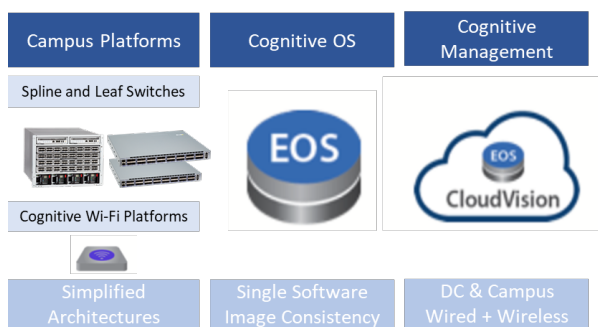 Campus Platforms
Spline and Leaf Switches
Cognitive Wi-Fi Platforms
Simplified
Architectures
Cognitive OS
EOS
Single Software
Image Consistency
Cognitive
Management
EOS
CloudVision
DC & Campus
Wired + Wireless